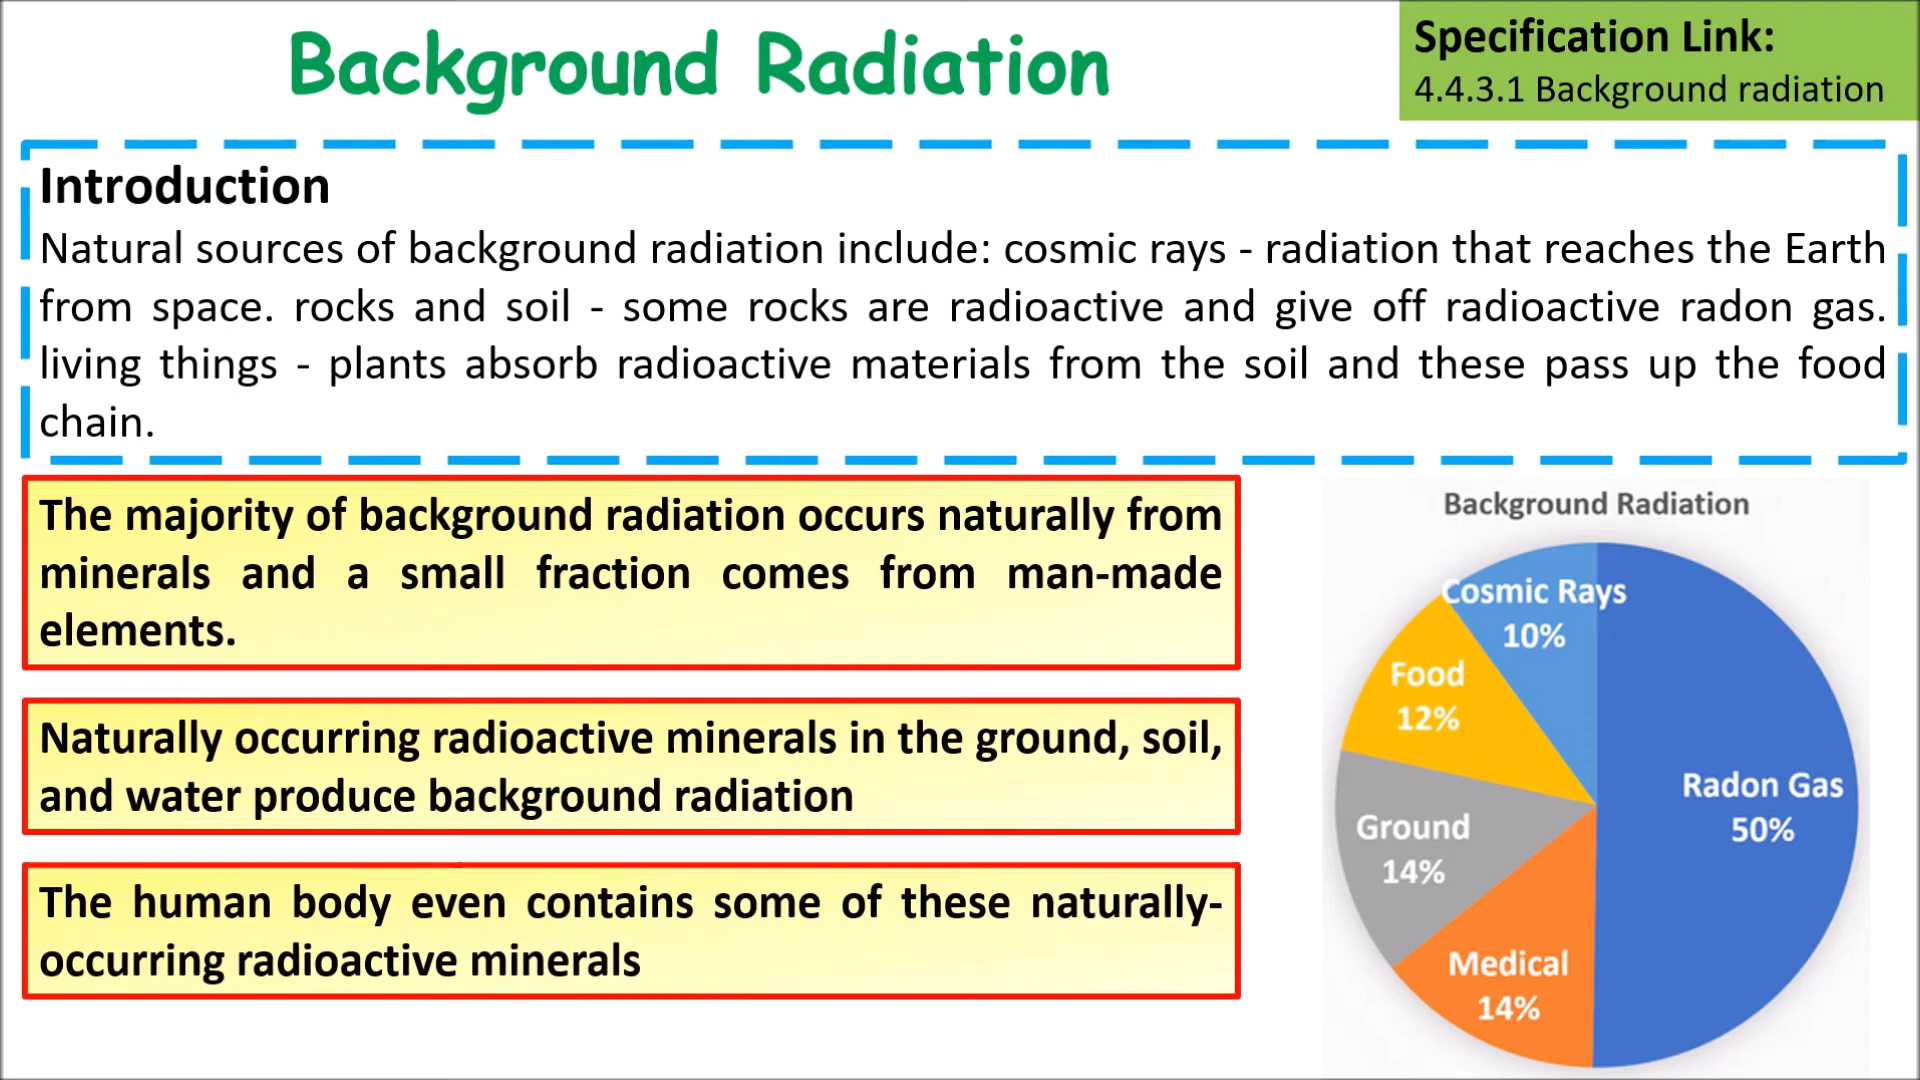 Background Radiation
Specification Link:
4.4.3.1 Background radiation
Introduction
Natural sources of background radiation include: cosmic rays - radiation that reaches the Earth
from space. rocks and soil - some rocks are radioactive and give off radioactive radon gas.
living things - plants absorb radioactive materials from the soil and these pass up the food
chain.
The majority of background radiation occurs naturally from
minerals and a small fraction comes from man-made
elements.
Naturally occurring radioactive minerals in the ground, soil,
and water produce background radiation
The human body even contains some of these naturally-
occurring radioactive minerals
Background Radiation
Cosmic Rays
10%
Food
12%
Radon Gas
50%
Ground
14%
Medical
14%